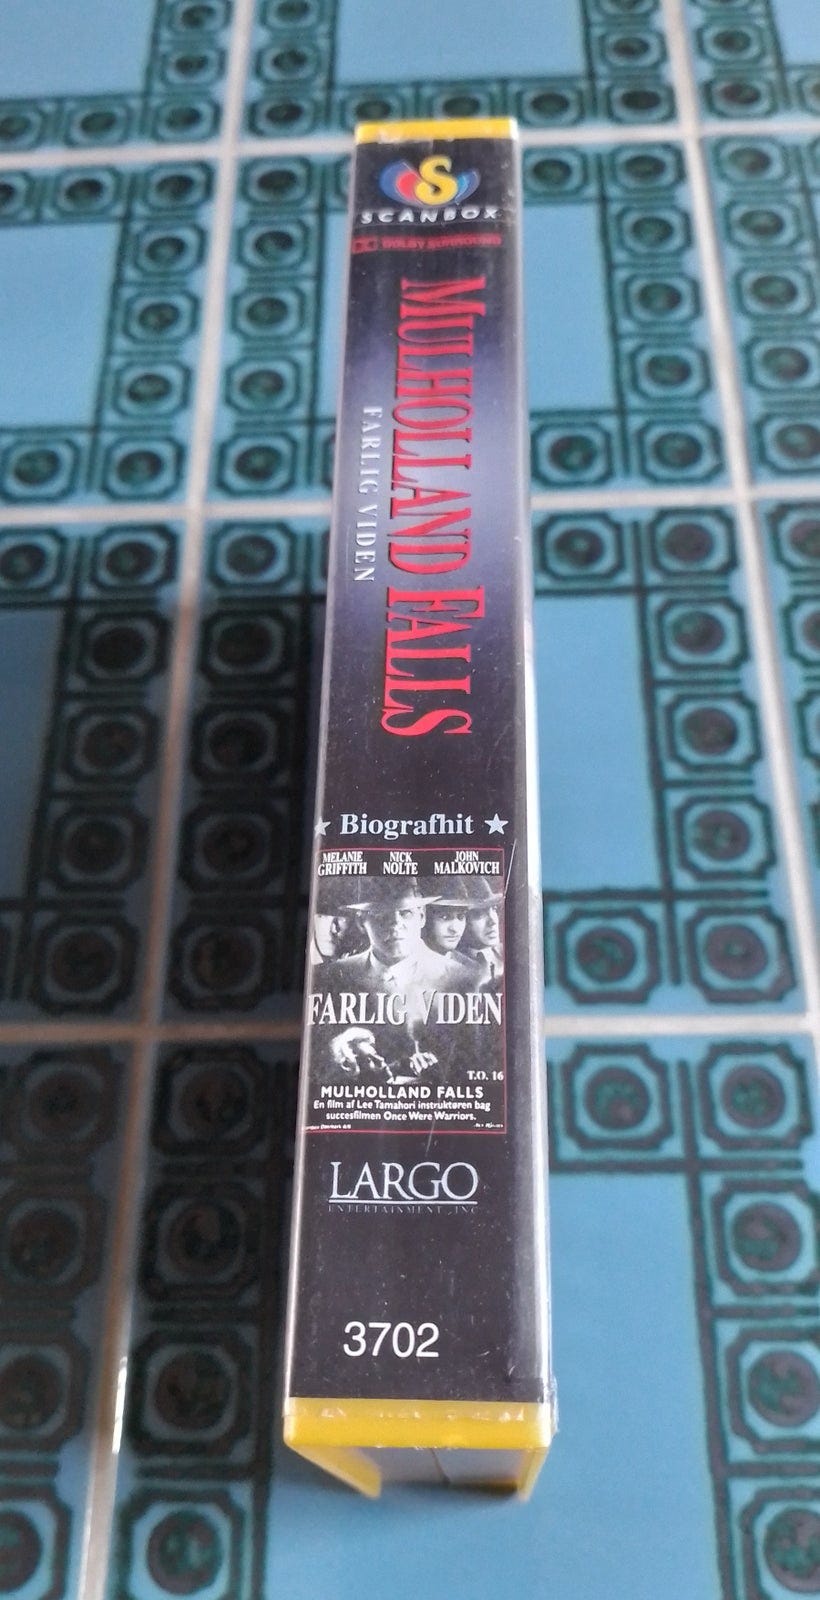 S
SCANBOX
DOLBY SURROUND
MULHOLLAND FALLS
FARLIG VIDEN
★ Biografhit ★
MELANIE GRIFFITH NICK NOLTE JOHN MALKOVICH
FARLIG VIDEN
T.O. 16
MULHOLLAND FALLS
En film af Lee Tamahori instruktøren bag
succesfilmen Once Were Warriors.
LARGO
ENTERTAINMENT, INC
3702